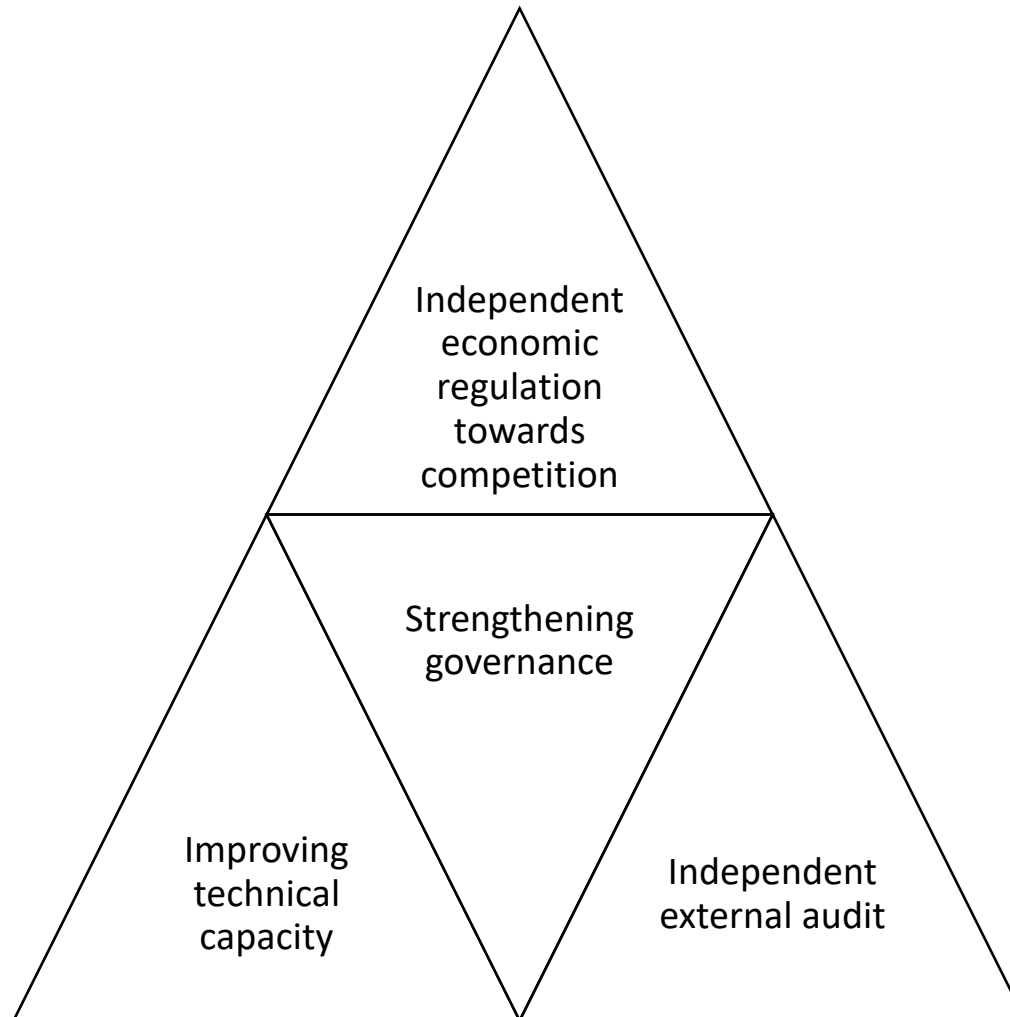 Independent
economic
regulation
towards
competition
Strengthening
governance
Improving
technical
capacity
Independent
external audit